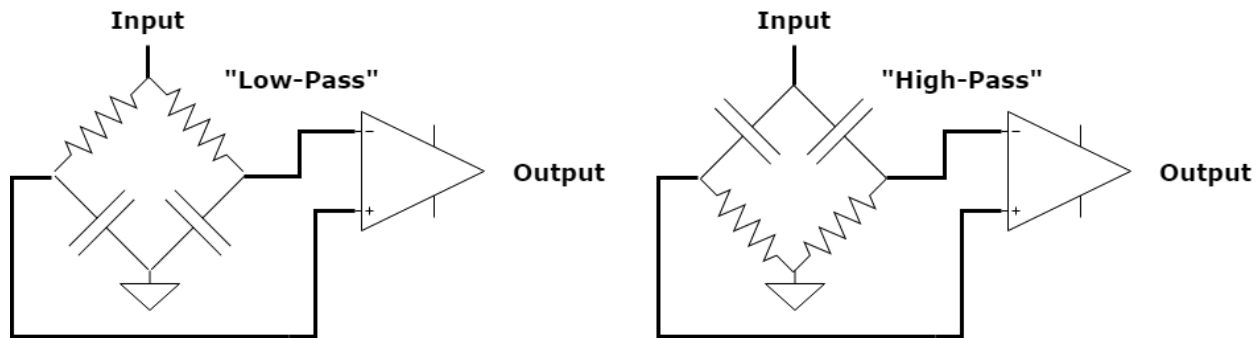 Input
"Low-Pass"
-
+
Output
Input
"High-Pass"
-
+
Output